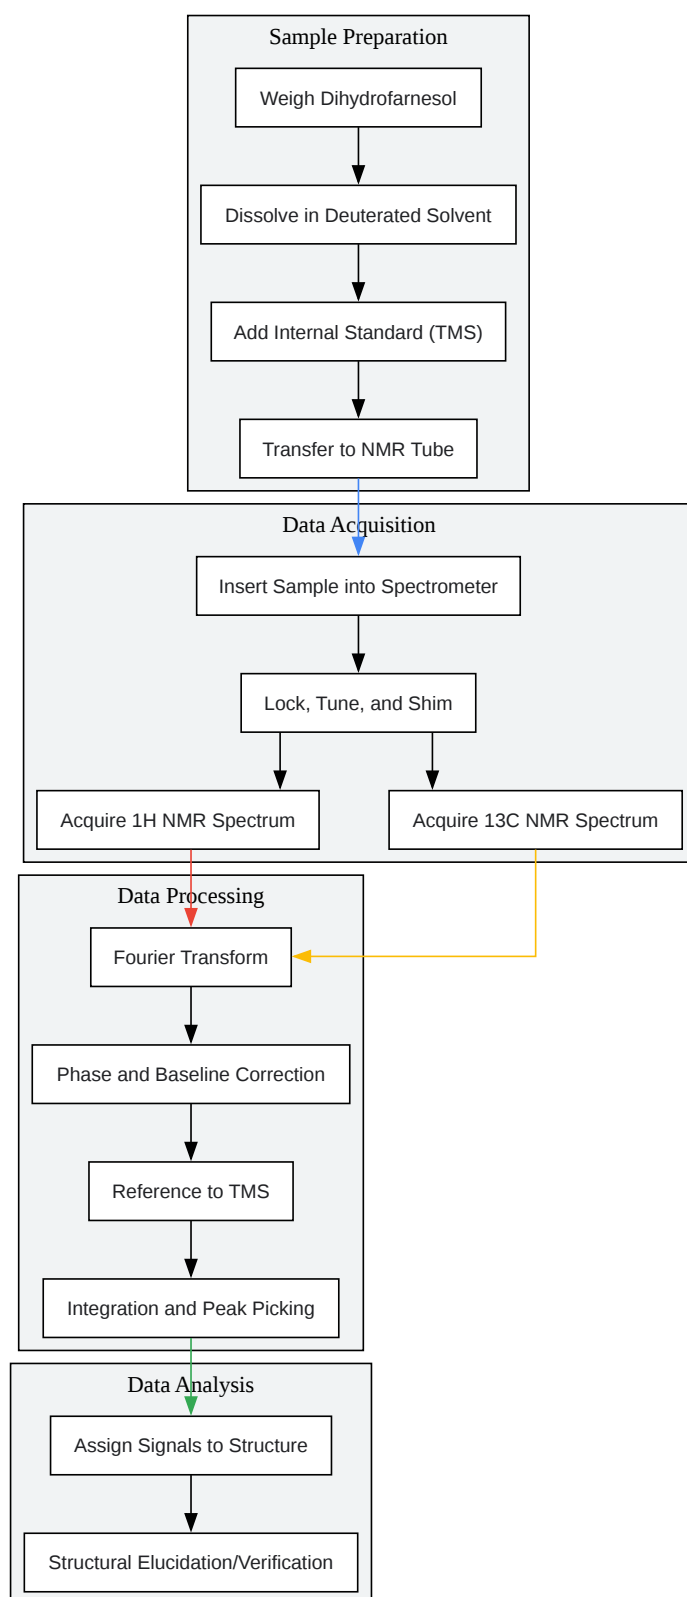 Sample Preparation
Weigh Dihydrofarnesol
Dissolve in Deuterated Solvent
Add Internal Standard (TMS)
Transfer to NMR Tube
Data Acquisition
Insert Sample into Spectrometer
Lock, Tune, and Shim
Acquire 1H NMR Spectrum
Acquire 13C NMR Spectrum
Data Processing
Fourier Transform
Phase and Baseline Correction
Reference to TMS
Integration and Peak Picking
Data Analysis
Assign Signals to Structure
Structural Elucidation/Verification